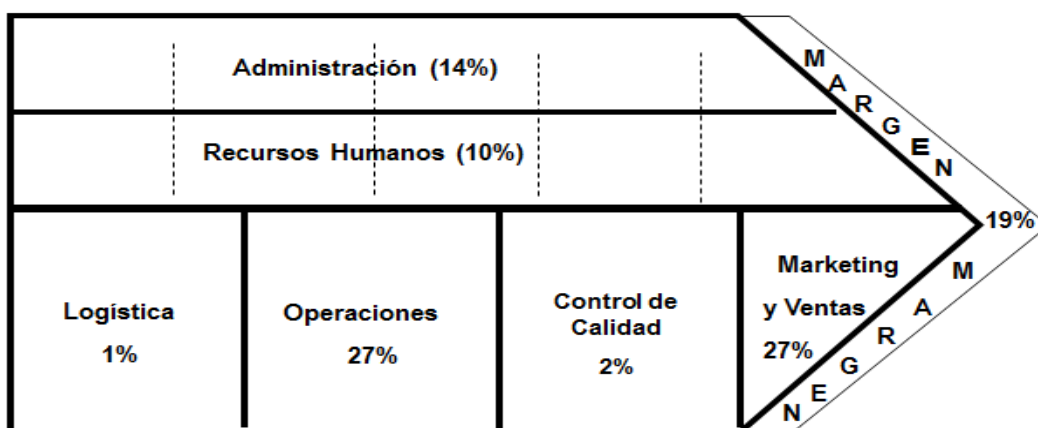 Administración (14%)
Recursos Humanos (10%)
MARGEN
19%
Logística
1%
Operaciones
27%
Control de
Calidad
2%
Marketing
y Ventas
27%
MARGEN